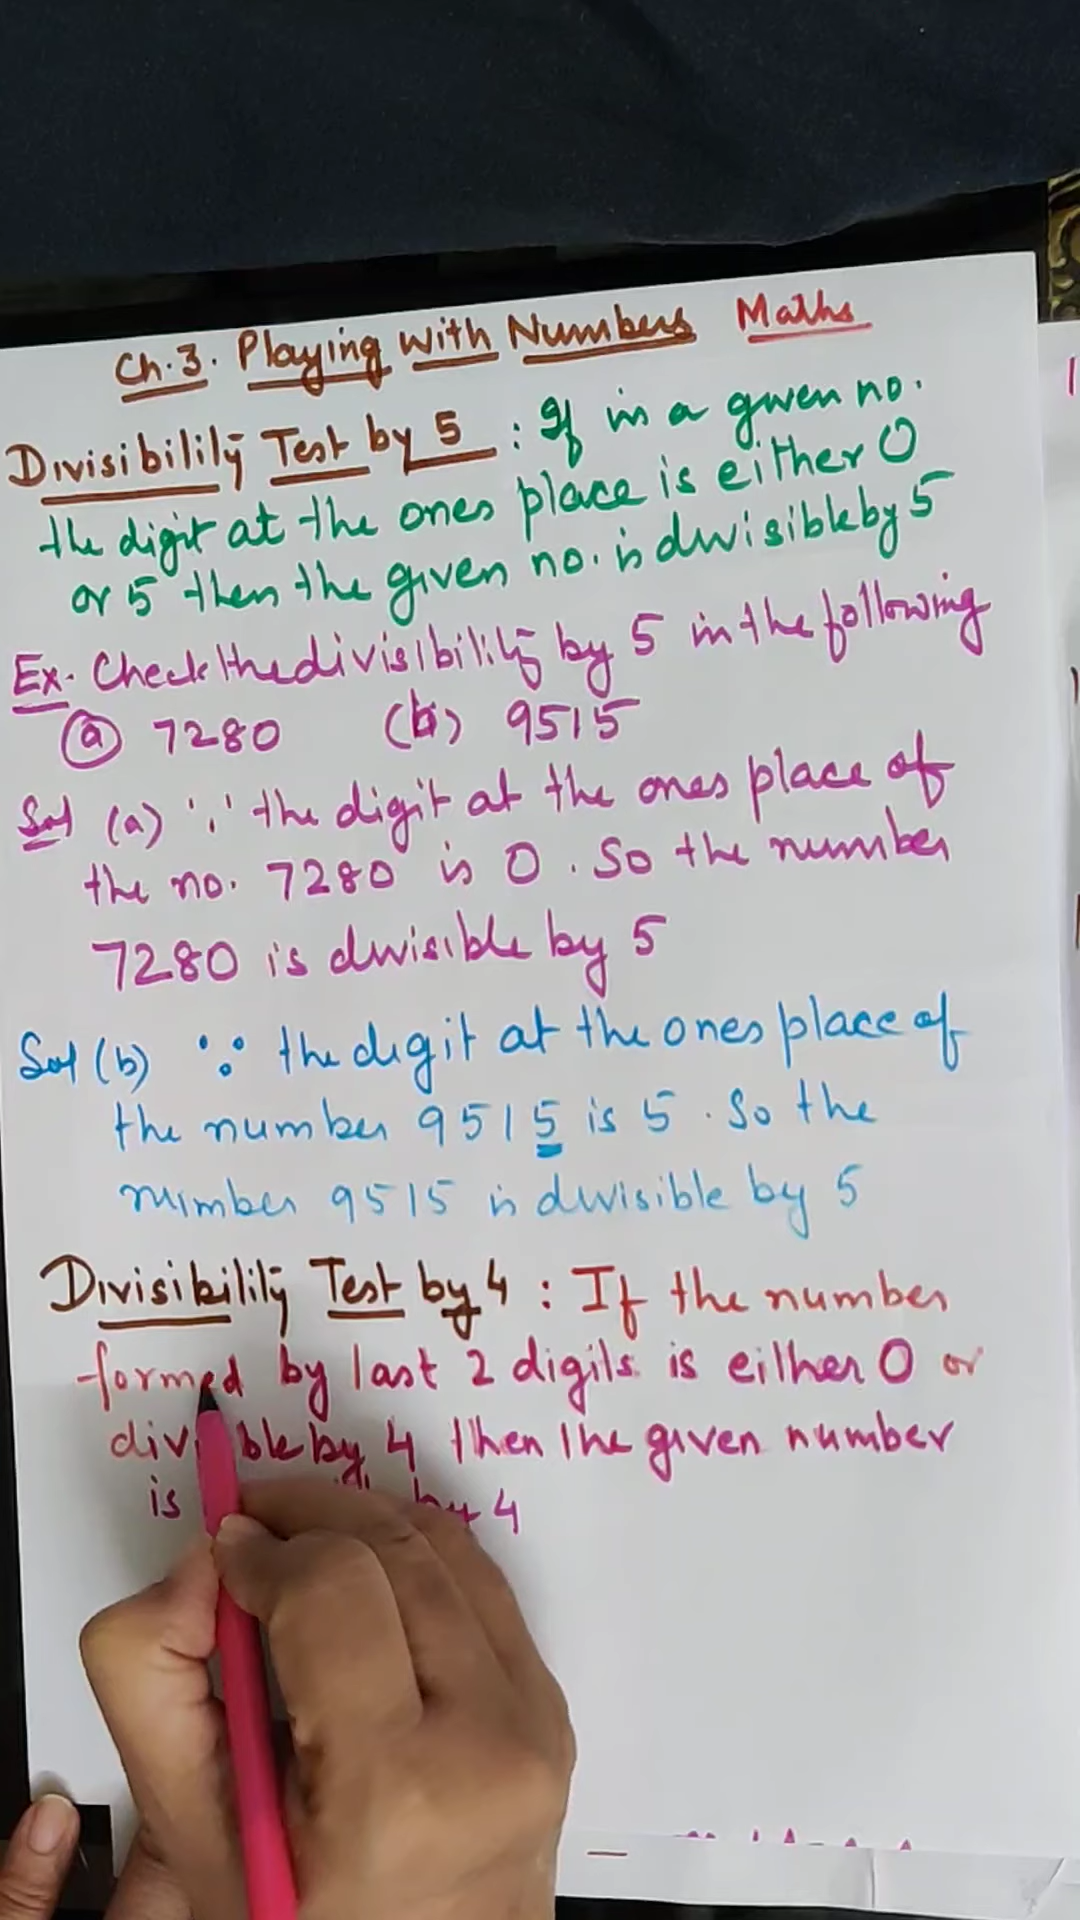 Ch.3. Playing With Numbers Maths
Divisibility Test by 5 : If in a given no.
the digit at the ones place is either 0
or 5 then the given no. is divisible by 5
Ex. Check the divisibility by 5 in the following
(a) 7280 (b) 9515
Sol (a) ∵ the digit at the ones place of
the no. 7280 is 0. So the number
7280 is divisible by 5
Sol (b) ∵ the digit at the ones place of
the number 9515 is 5. So the
number 9515 is divisible by 5
Divisibility Test by 4 : If the number
formed by last 2 digits is either 0 or
by 4 then the given number
is by 4